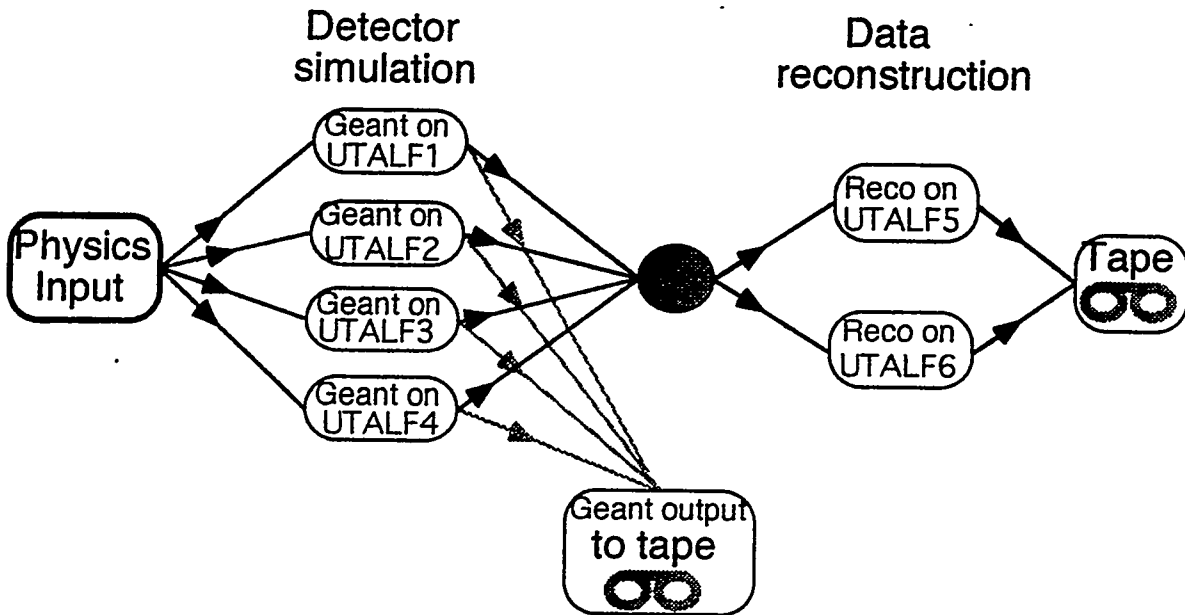 Detector
simulation
Data
reconstruction
Physics
Input
Geant on
UTALF1
Geant on
UTALF2
Geant on
UTALF3
Geant on
UTALF4
Reco on
UTALF5
Reco on
UTALF6
Tape
Geant output
to tape